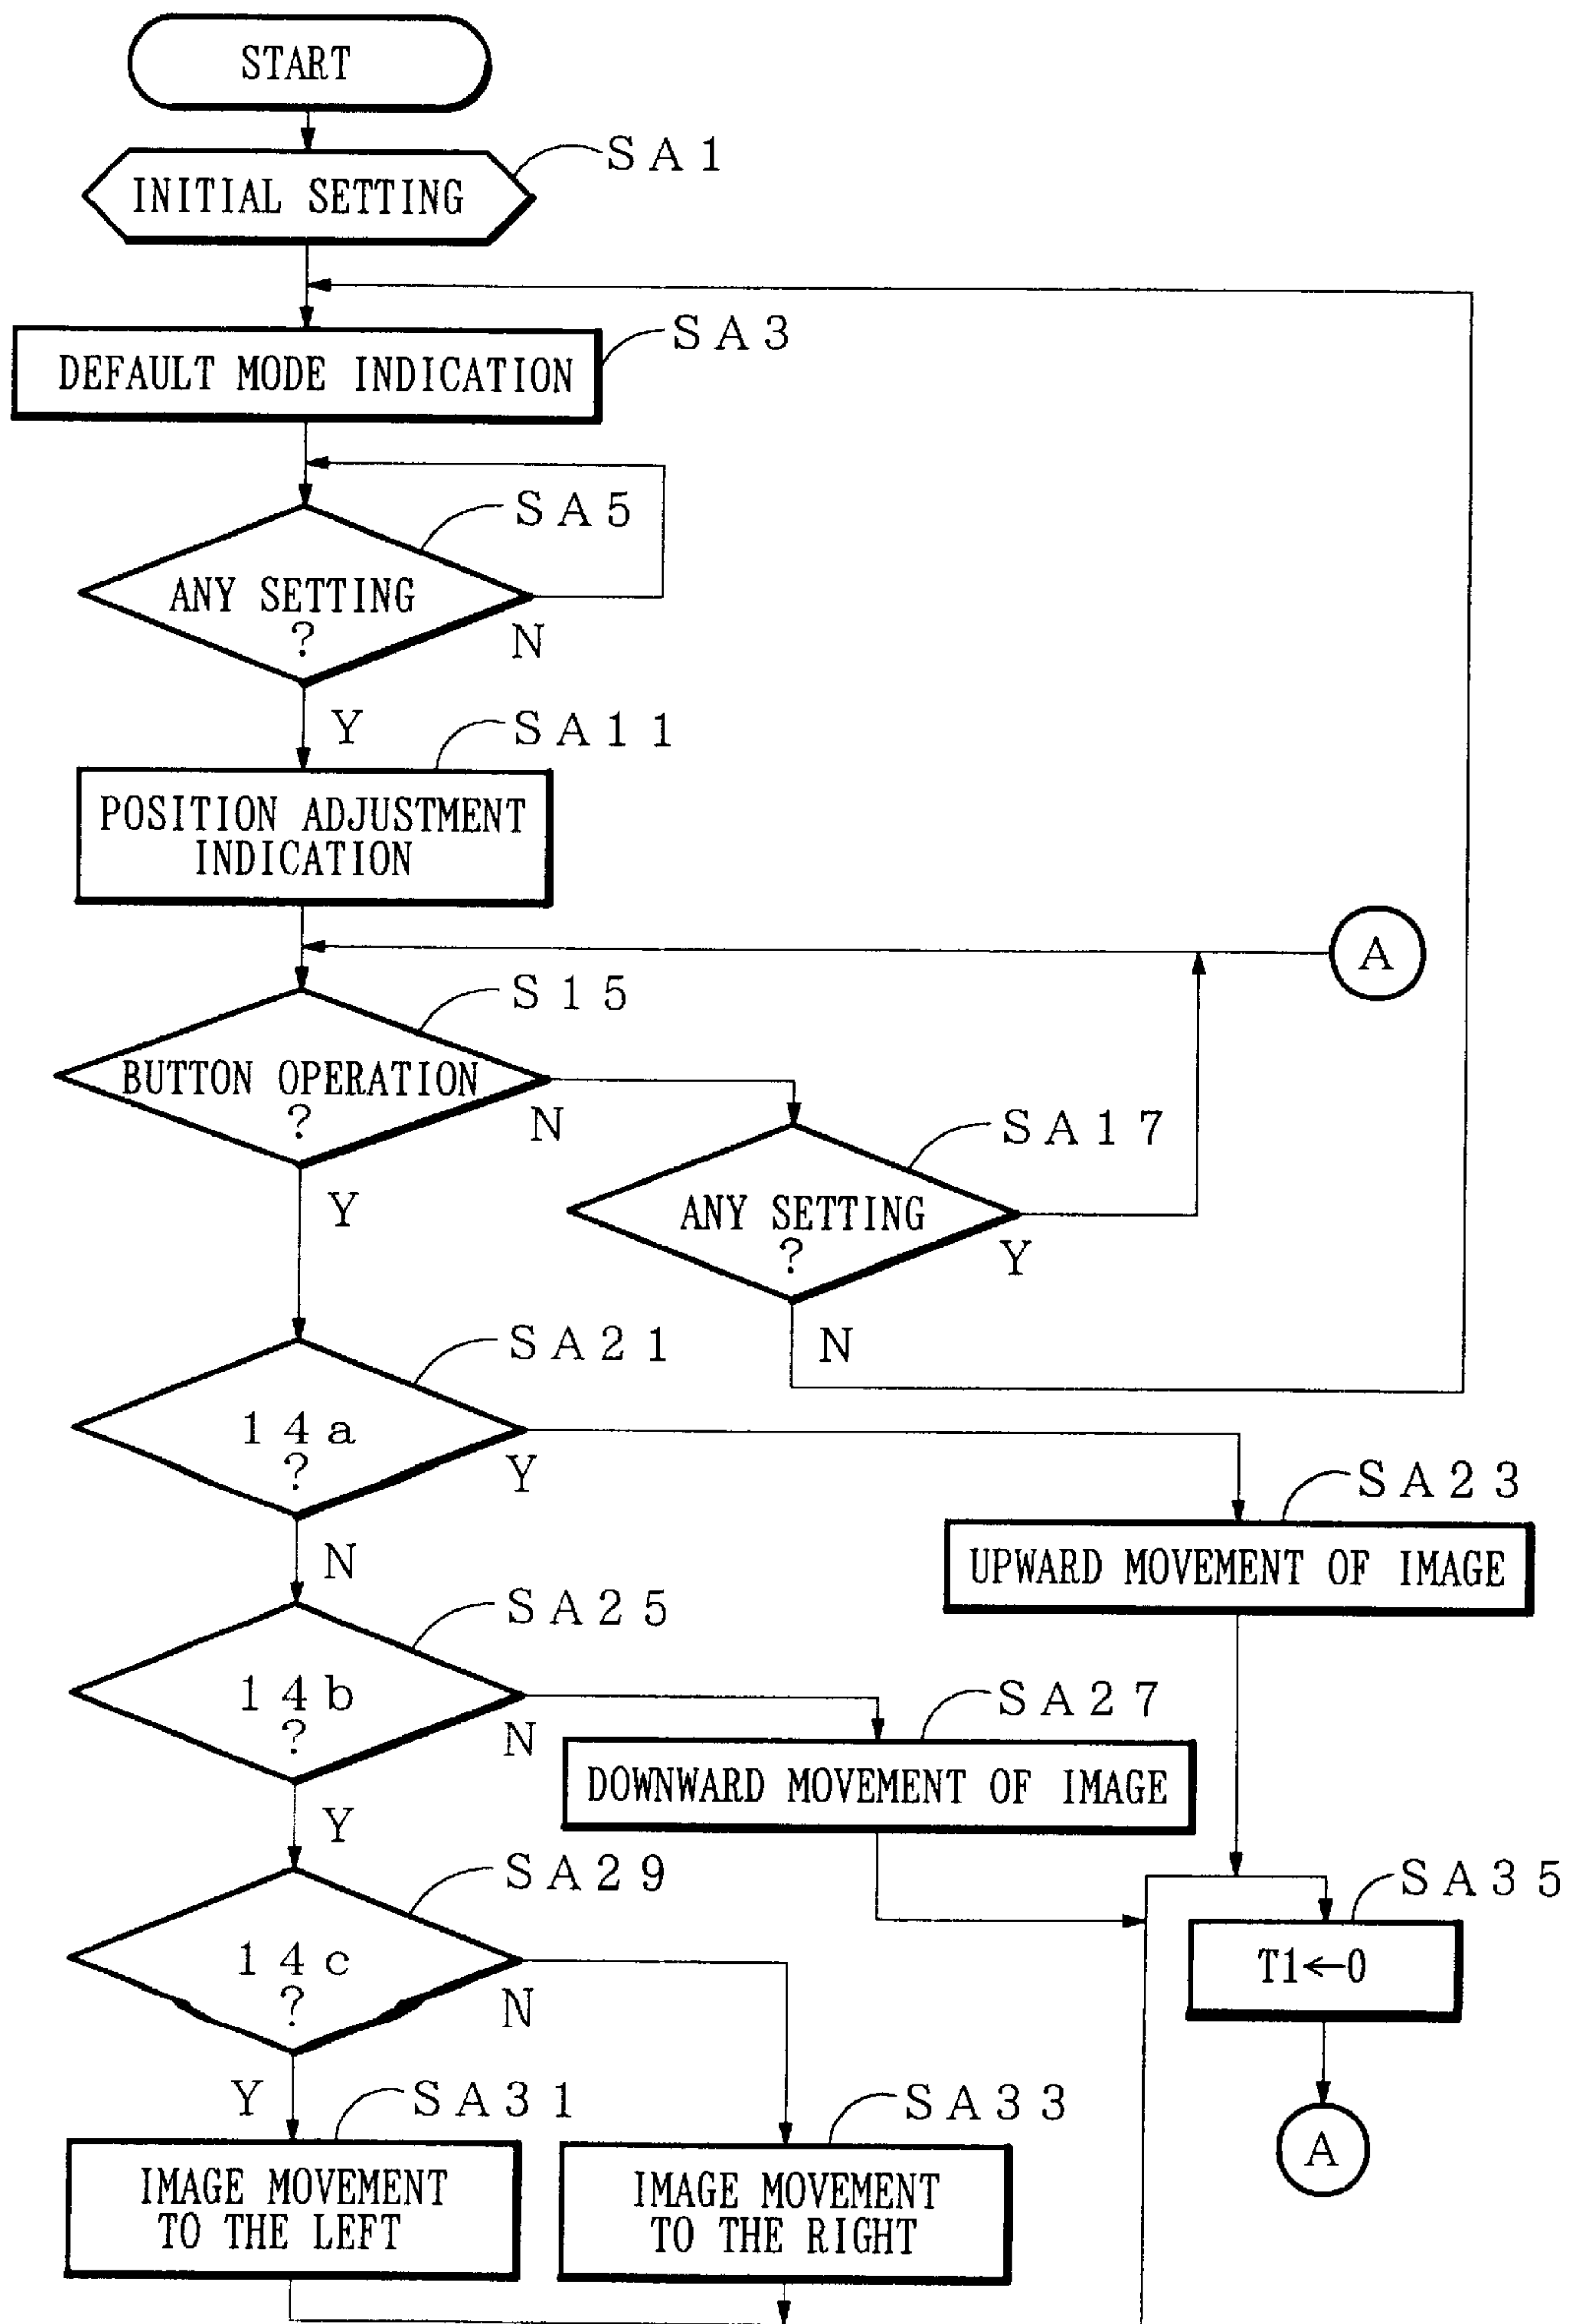 START
SA1
INITIAL SETTING
SA3
DEFAULT MODE INDICATION
SA5
ANY SETTING
?
N
Y
SA11
POSITION ADJUSTMENT
INDICATION
A
S15
BUTTON OPERATION
?
N
Y
SA17
ANY SETTING
?
Y
N
SA21
14a
?
Y
N
SA23
UPWARD MOVEMENT OF IMAGE
SA25
14b
?
N
Y
SA27
DOWNWARD MOVEMENT OF IMAGE
SA29
14c
?
N
Y
SA35
T1←0
A
SA31
IMAGE MOVEMENT
TO THE LEFT
SA33
IMAGE MOVEMENT
TO THE RIGHT